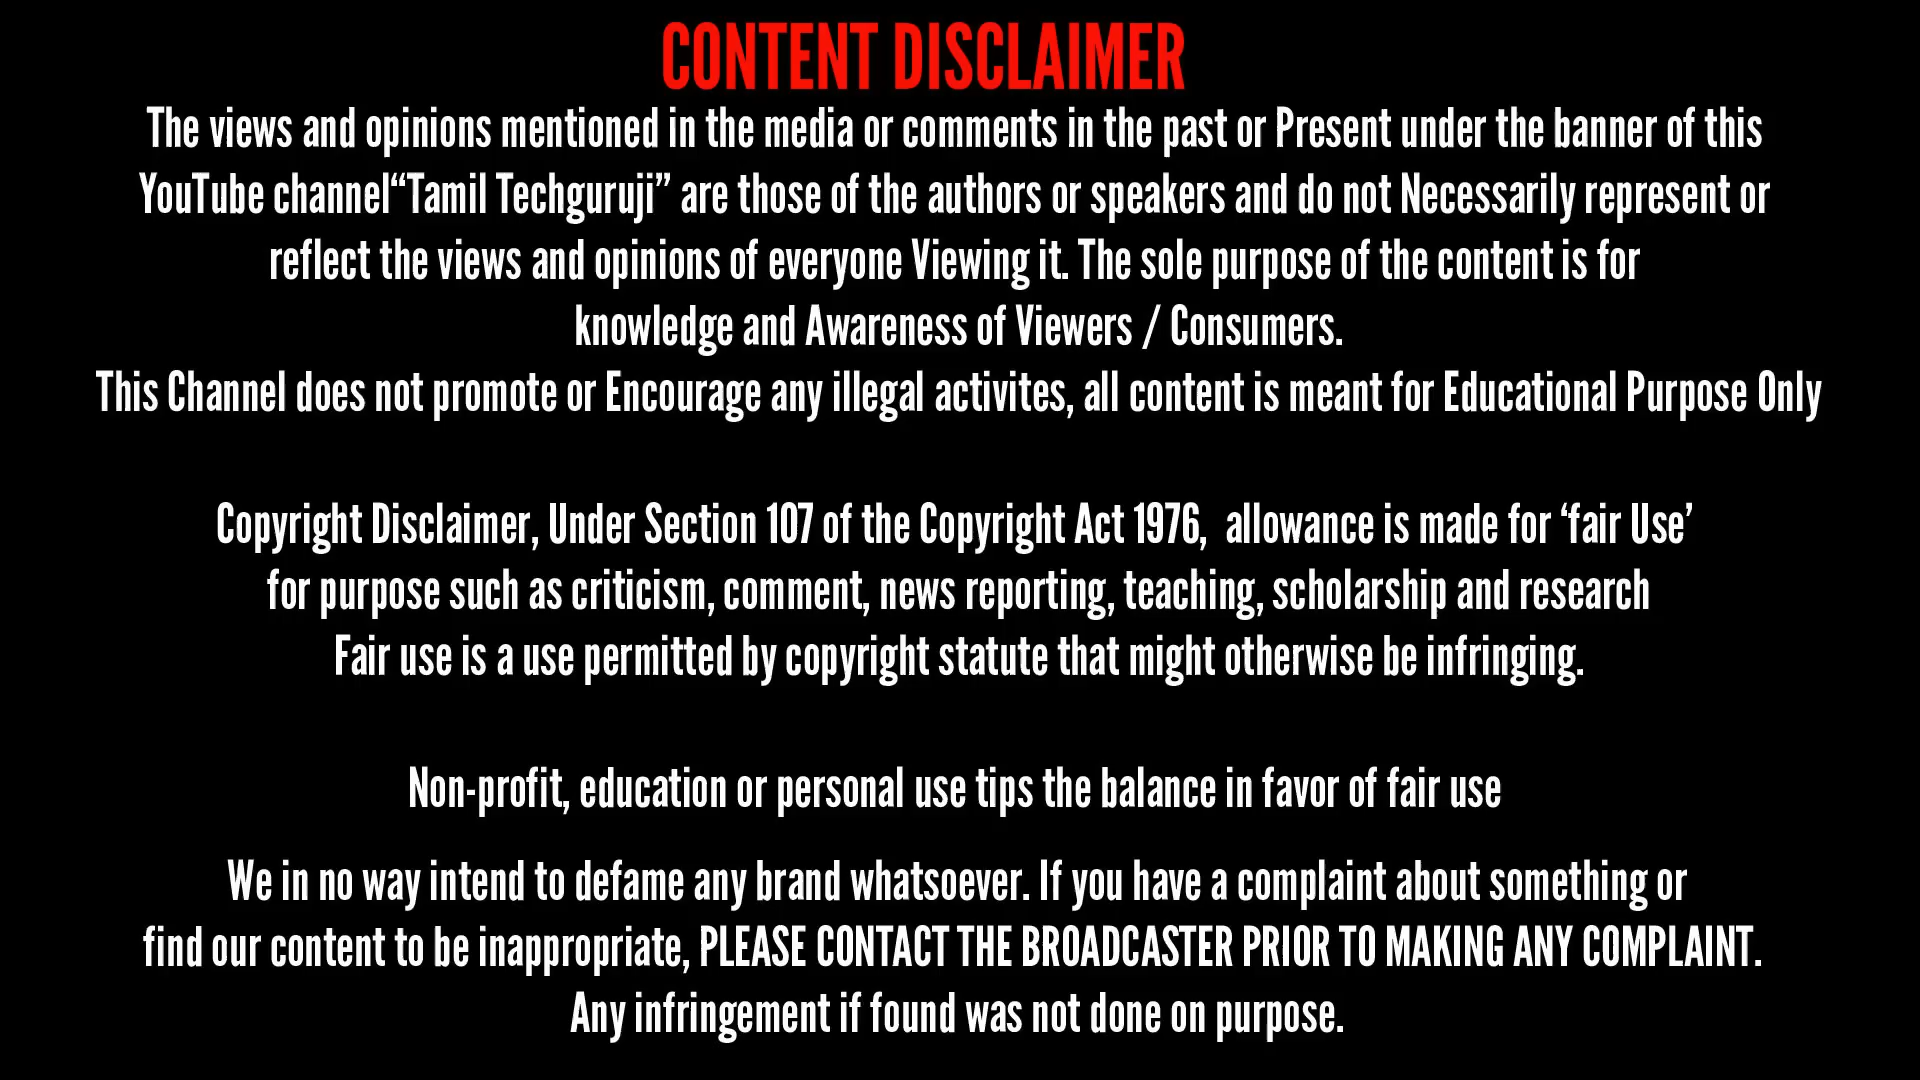 CONTENT DISCLAIMER
The views and opinions mentioned in the media or comments in the past or Present under the banner of this
YouTube channel“Tamil Techguruji” are those of the authors or speakers and do not Necessarily represent or
reflect the views and opinions of everyone Viewing it. The sole purpose of the content is for
knowledge and Awareness of Viewers / Consumers.
This Channel does not promote or Encourage any illegal activites, all content is meant for Educational Purpose Only
Copyright Disclaimer, Under Section 107 of the Copyright Act 1976, allowance is made for ‘fair Use’
for purpose such as criticism, comment, news reporting, teaching, scholarship and research
Fair use is a use permitted by copyright statute that might otherwise be infringing.
Non-profit, education or personal use tips the balance in favor of fair use
We in no way intend to defame any brand whatsoever. If you have a complaint about something or
find our content to be inappropriate, PLEASE CONTACT THE BROADCASTER PRIOR TO MAKING ANY COMPLAINT.
Any infringement if found was not done on purpose.